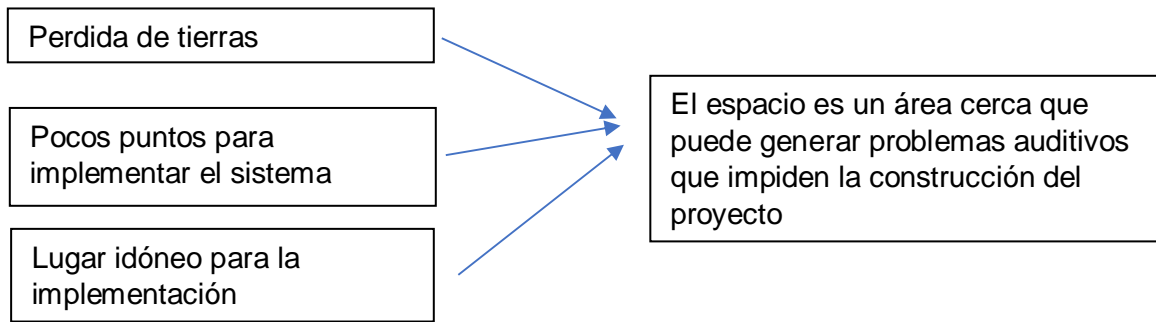 Perdida de tierras
Pocos puntos para
implementar el sistema
Lugar idóneo para la
implementación
El espacio es un área cerca que
puede generar problemas auditivos
que impiden la construcción del
proyecto